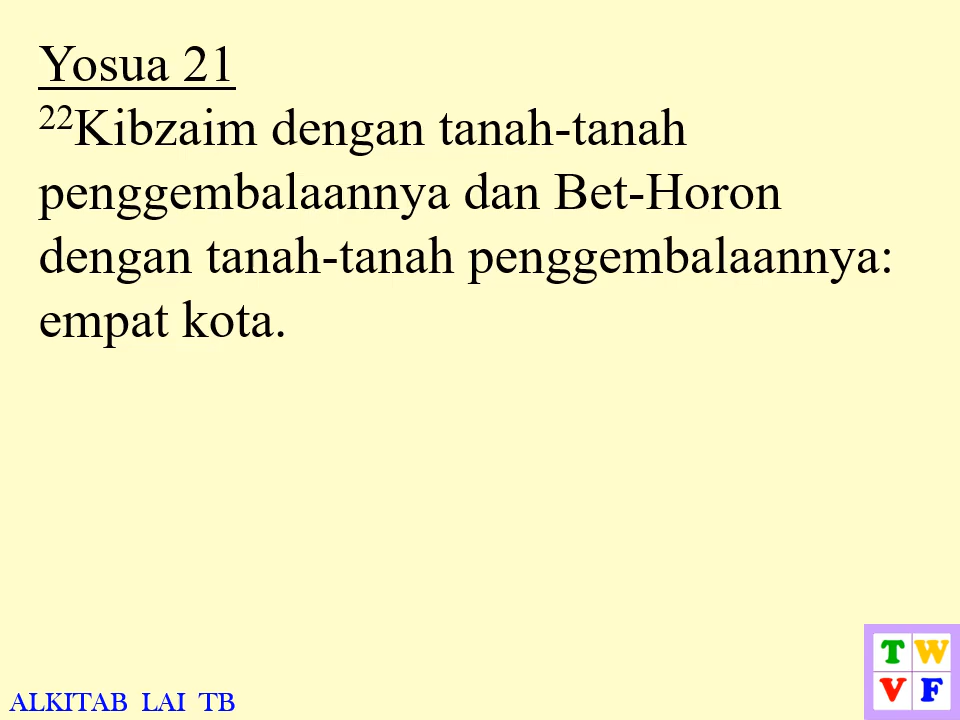 Yosua 21
22Kibzaim dengan tanah-tanah
penggembalaannya dan Bet-Horon
dengan tanah-tanah penggembalaannya:
empat kota.
ALKITAB LAI TB
T W
V F